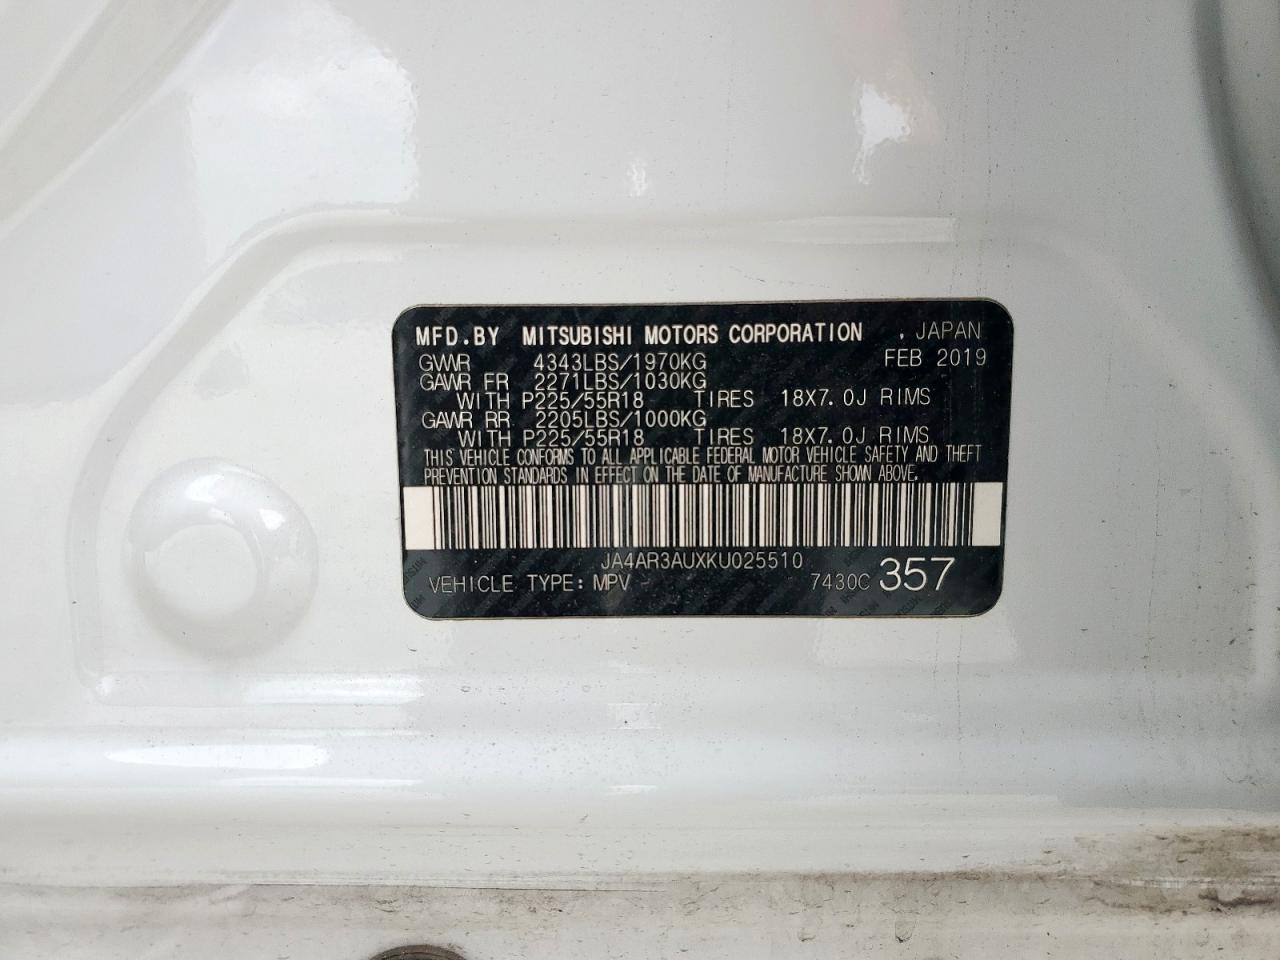 MFD.BY MITSUBISHI MOTORS CORPORATION , JAPAN
GVWR 4343LBS/1970KG FEB 2019
GAWR FR 2271LBS/1030KG
WITH P225/55R18 TIRES 18X7.0J RIMS
GAWR RR 2205LBS/1000KG
WITH P225/55R18 TIRES 18X7.0J RIMS
THIS VEHICLE CONFORMS TO ALL APPLICABLE FEDERAL MOTOR VEHICLE SAFETY AND THEFT
PREVENTION STANDARDS IN EFFECT ON THE DATE OF MANUFACTURE SHOWN ABOVE.
JA4AR3AUXKU025510
VEHICLE TYPE: MPV 7430C 357